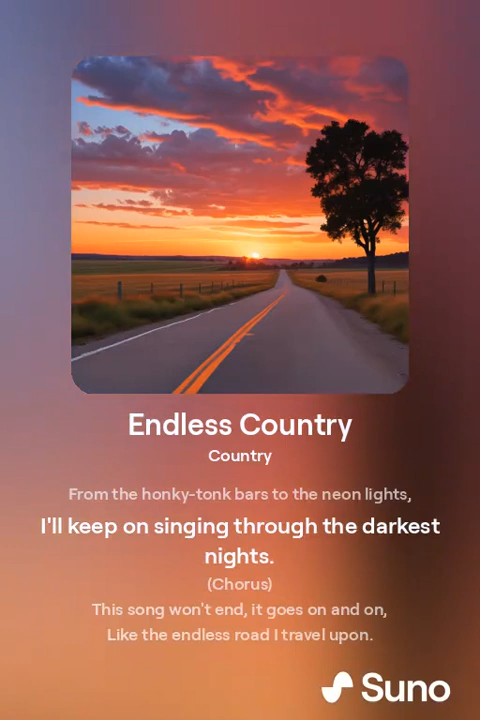 Endless Country
Country
From the honky-tonk bars to the neon lights,
I'll keep on singing through the darkest
nights.
(Chorus)
This song won't end, it goes on and on,
Like the endless road I travel upon.
Suno